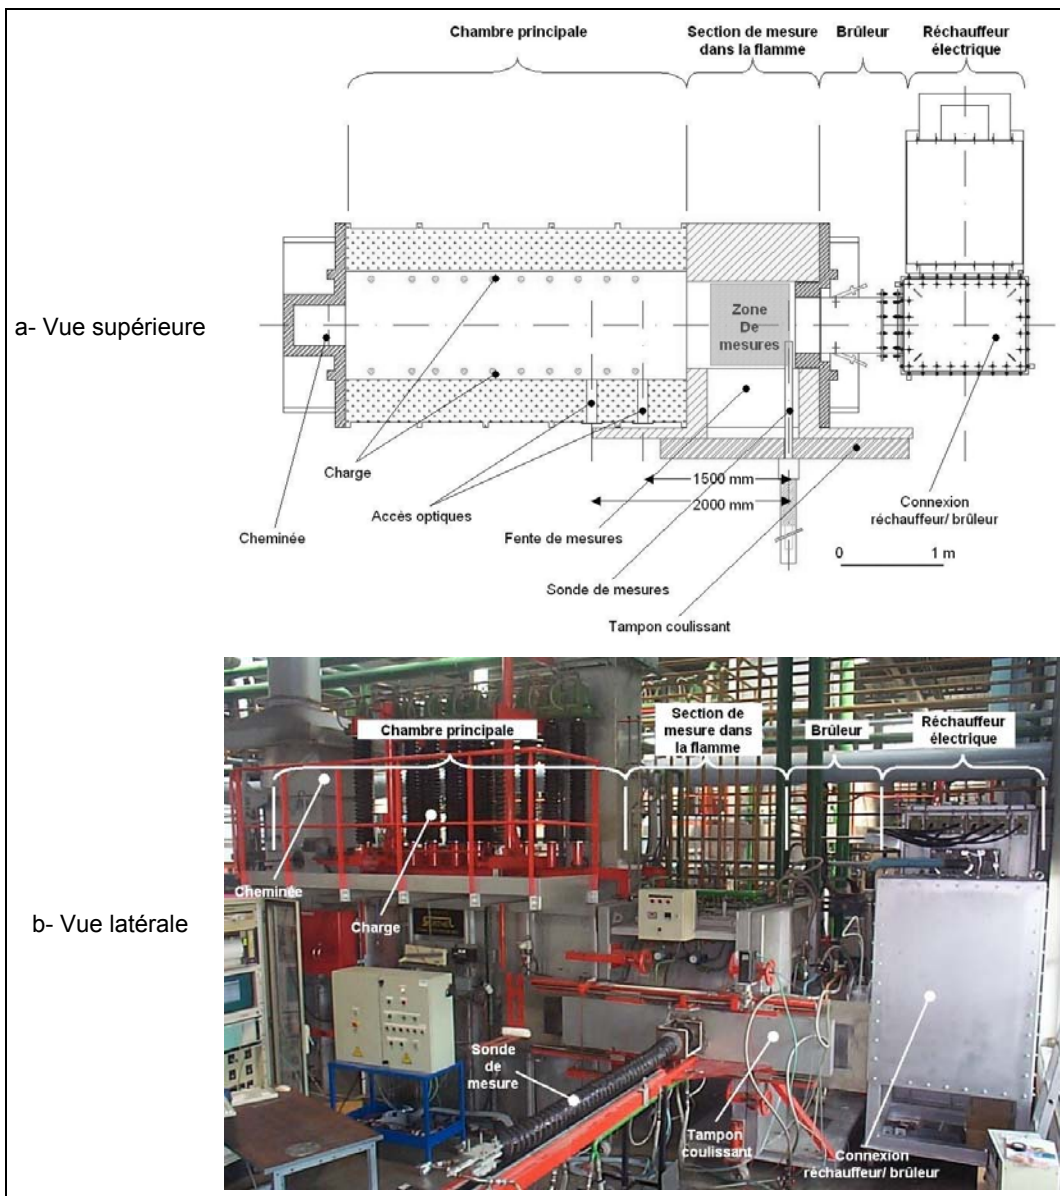 Chambre principale
Section de mesure
dans la flamme
Brûleur
Réchauffeur
électrique
a- Vue supérieure
Zone
De
mesures
Charge
Accès optiques
Cheminée
Fente de mesures
1500 mm
2000 mm
Connexion
réchauffeur/ brûleur
0
1 m
Sonde de mesures
Tampon coulissant
Chambre principale
Section de
mesure dans
la flamme
Brûleur
Réchauffeur
électrique
Cheminée
Charge
b- Vue latérale
Sonde
de
mesure
Tampon
coulissant
Connexion
réchauffeur/ brûleur